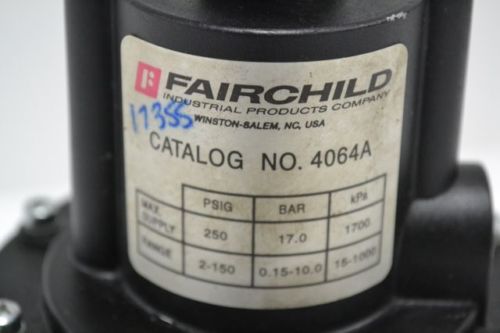 FAIRCHILD
INDUSTRIAL PRODUCTS COMPANY
WINSTON-SALEM, NC, USA
17355
CATALOG NO. 4064A
PSIG BAR kPa
MAX. SUPPLY 250 17.0 1700
RANGE 2-150 0.15-10.0 15-1000